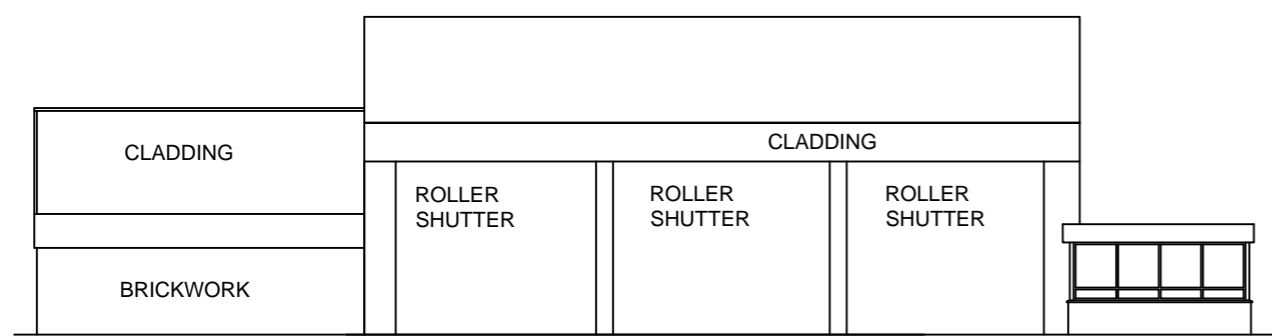 CLADDING
CLADDING
ROLLER
SHUTTER
ROLLER
SHUTTER
ROLLER
SHUTTER
BRICKWORK